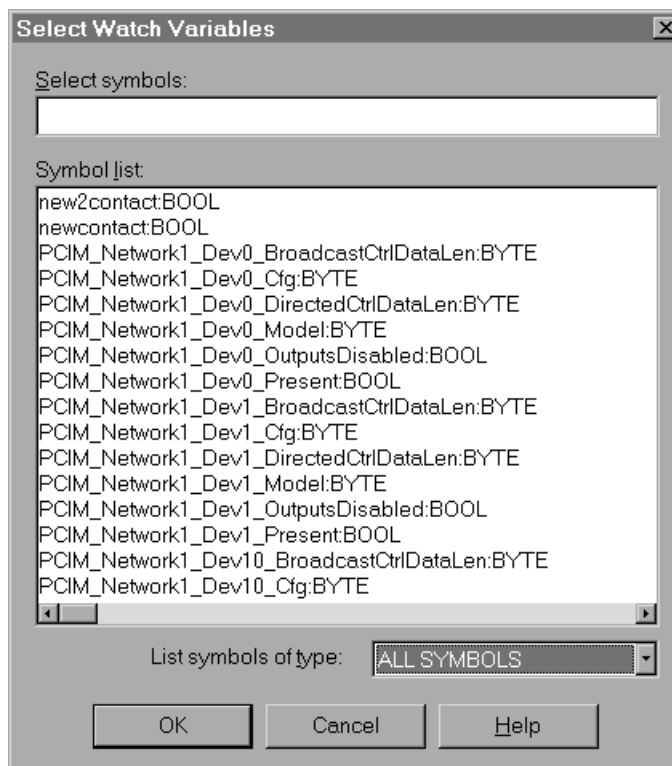 Select Watch Variables
Select symbols:
Symbol list:
new2contact:BOOL
newcontact:BOOL
PCIM_Network1_Dev0_BroadcastCtrlDataLen:BYTE
PCIM_Network1_Dev0_Cfg:BYTE
PCIM_Network1_Dev0_DirectedCtrlDataLen:BYTE
PCIM_Network1_Dev0_Model:BYTE
PCIM_Network1_Dev0_OutputsDisabled:BOOL
PCIM_Network1_Dev0_Present:BOOL
PCIM_Network1_Dev1_BroadcastCtrlDataLen:BYTE
PCIM_Network1_Dev1_Cfg:BYTE
PCIM_Network1_Dev1_DirectedCtrlDataLen:BYTE
PCIM_Network1_Dev1_Model:BYTE
PCIM_Network1_Dev1_OutputsDisabled:BOOL
PCIM_Network1_Dev1_Present:BOOL
PCIM_Network1_Dev10_BroadcastCtrlDataLen:BYTE
PCIM_Network1_Dev10_Cfg:BYTE
List symbols of type: ALL SYMBOLS
OK Cancel Help